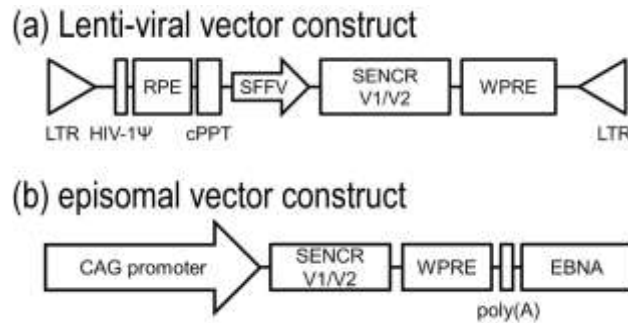 (a) Lenti-viral vector construct
RPE SFFV SENCR WPRE
V1/V2
LTR HIV-1Ψ cPPT LTR
(b) episomal vector construct
CAG promoter SENCR WPRE EBNA
V1/V2
poly(A)